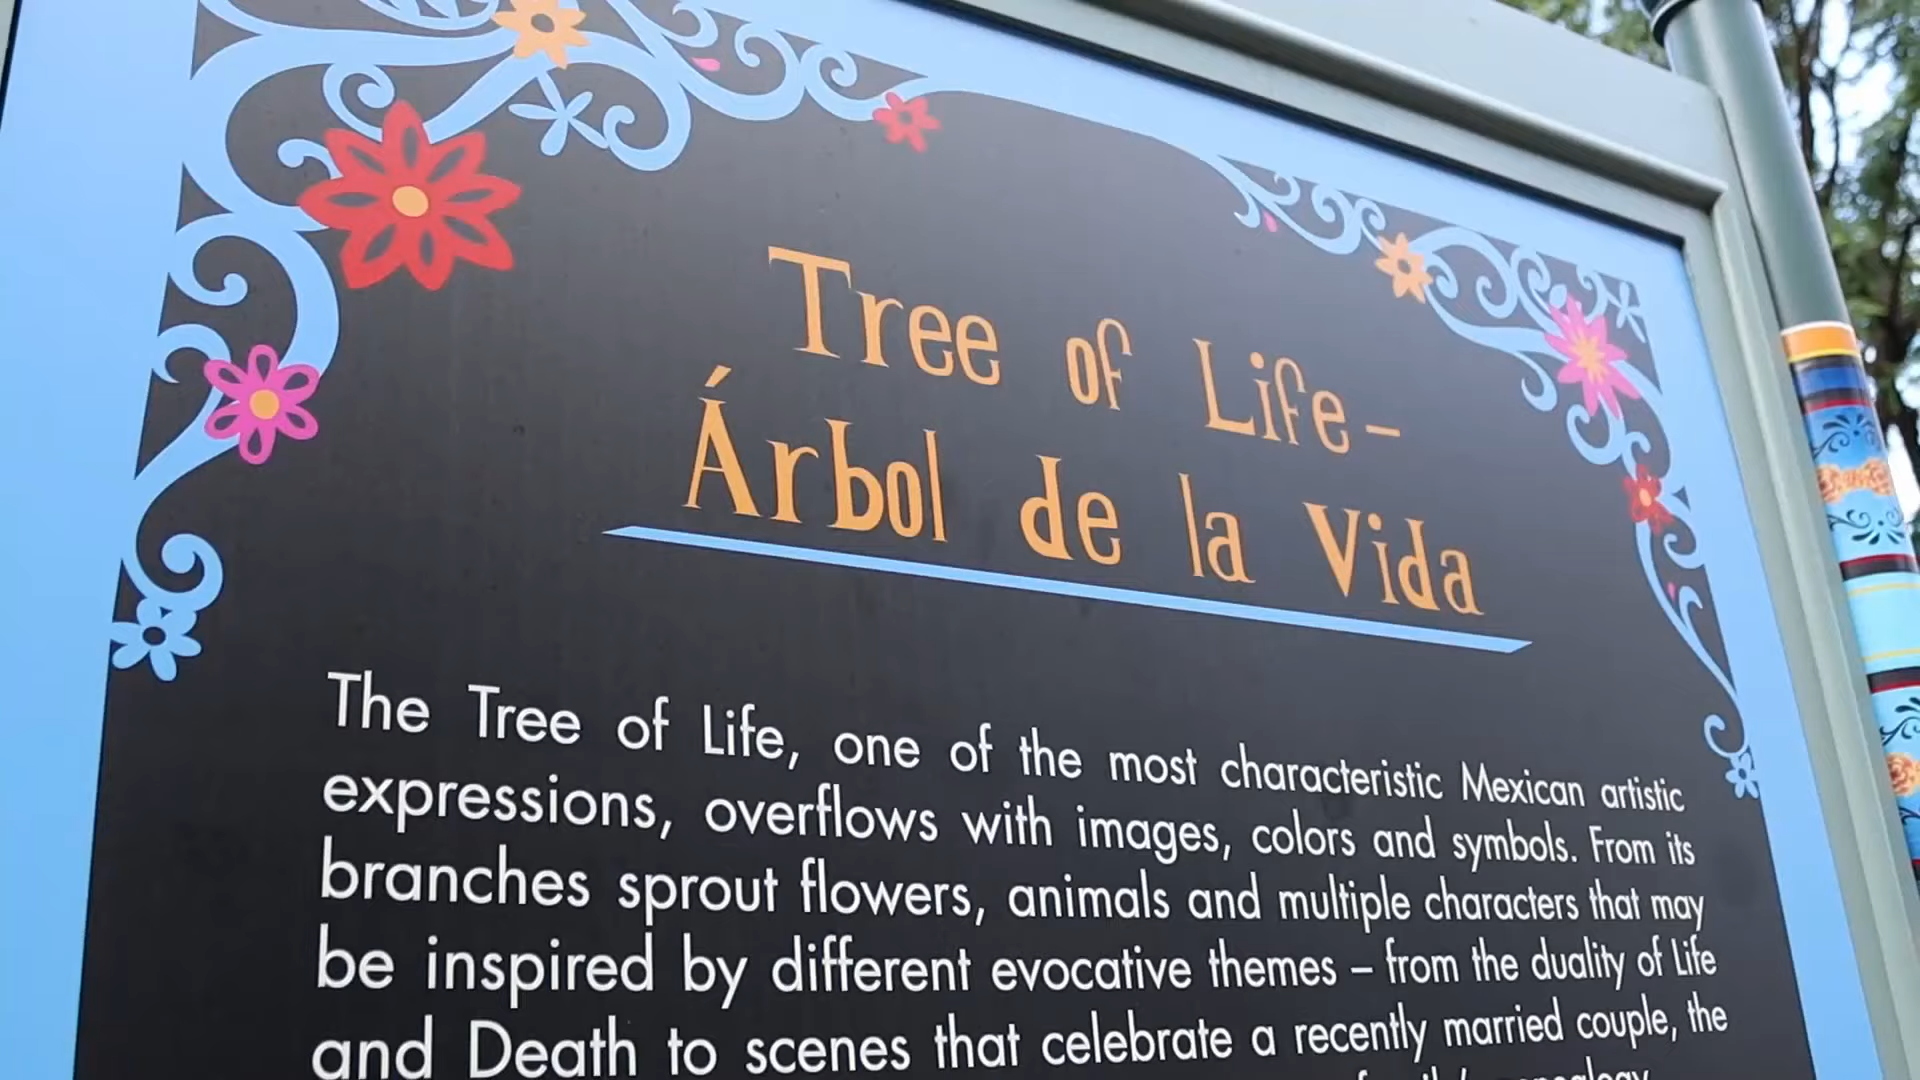 Tree of Life–
Árbol de la Vida
The Tree of Life, one of the most characteristic Mexican artistic
expressions, overflows with images, colors and symbols. From its
branches sprout flowers, animals and multiple characters that may
be inspired by different evocative themes – from the duality of Life
and Death to scenes that celebrate a recently married couple, the